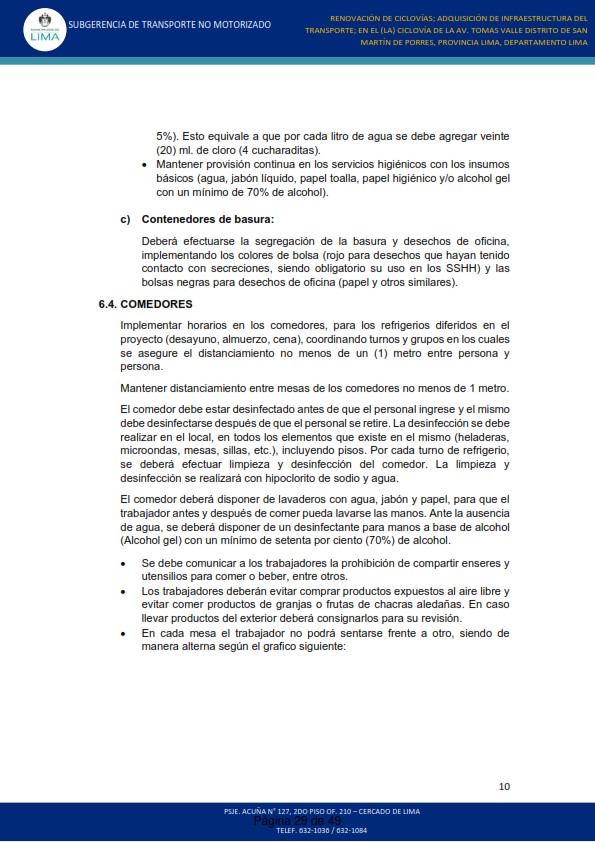 SUBGERENCIA DE TRANSPORTE NO MOTORIZADO
RENOVACIÓN DE CICLOVÍAS; ADQUISICIÓN DE INFRAESTRUCTURA DEL
TRANSPORTE; EN EL (LA) CICLOVÍA DE LA AV. TOMAS VALLE DISTRITO DE SAN
MARTÍN DE PORRES, PROVINCIA LIMA, DEPARTAMENTO LIMA
LIMA
5%). Esto equivale a que por cada litro de agua se debe agregar veinte
(20) ml. de cloro (4 cucharaditas).
• Mantener provisión continua en los servicios higiénicos con los insumos
básicos (agua, jabón líquido, papel toalla, papel higiénico y/o alcohol gel
con un mínimo de 70% de alcohol).
c) Contenedores de basura:
Deberá efectuarse la segregación de la basura y desechos de oficina,
implementando los colores de bolsa (rojo para desechos que hayan tenido
contacto con secreciones, siendo obligatorio su uso en los SSHH) y las
bolsas negras para desechos de oficina (papel y otros similares).
6.4. COMEDORES
Implementar horarios en los comedores, para los refrigerios diferidos en el
proyecto (desayuno, almuerzo, cena), coordinando turnos y grupos en los cuales
se asegure el distanciamiento no menos de un (1) metro entre persona y
persona.
Mantener distanciamiento entre mesas de los comedores no menos de 1 metro.
El comedor debe estar desinfectado antes de que el personal ingrese y el mismo
debe desinfectarse después de que el personal se retire. La desinfección se debe
realizar en el local, en todos los elementos que existe en el mismo (heladeras,
microondas, mesas, sillas, etc.), incluyendo pisos. Por cada turno de refrigerio,
se deberá efectuar limpieza y desinfección del comedor. La limpieza y
desinfección se realizará con hipoclorito de sodio y agua.
El comedor deberá disponer de lavaderos con agua, jabón y papel, para que el
trabajador antes y después de comer pueda lavarse las manos. Ante la ausencia
de agua, se deberá disponer de un desinfectante para manos a base de alcohol
(Alcohol gel) con un mínimo de setenta por ciento (70%) de alcohol.
• Se debe comunicar a los trabajadores la prohibición de compartir enseres y
utensilios para comer o beber, entre otros.
• Los trabajadores deberán evitar comprar productos expuestos al aire libre y
evitar comer productos de granjas o frutas de chacras aledañas. En caso
llevar productos del exterior deberá consignarlos para su revisión.
• En cada mesa el trabajador no podrá sentarse frente a otro, siendo de
manera alterna según el grafico siguiente:
10
PSJE. ACUÑA N° 127, 2DO PISO OF. 210 – CERCADO DE LIMA
Página 29 de 49
TELEF. 632-1036 / 632-1084